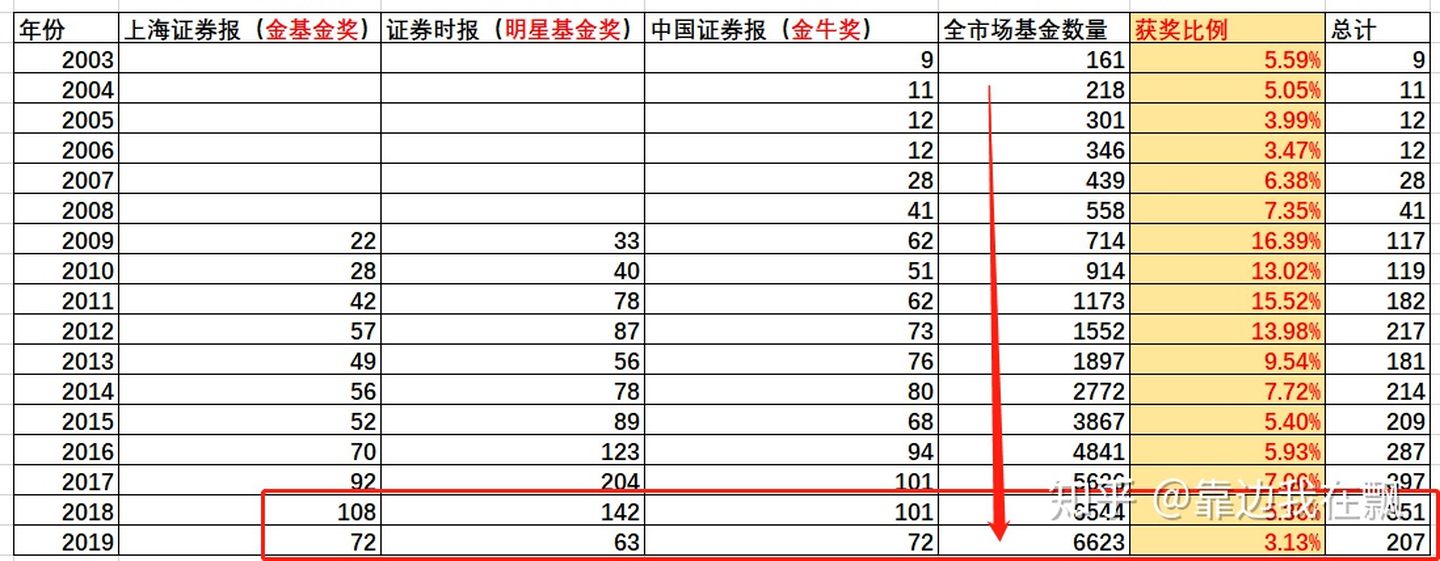 年份 上海证券报（金基金奖） 证券时报（明星基金奖） 中国证券报（金牛奖） 全市场基金数量 获奖比例 总计
2003 9 161 5.59% 9
2004 11 218 5.05% 11
2005 12 301 3.99% 12
2006 12 346 3.47% 12
2007 28 439 6.38% 28
2008 41 558 7.35% 41
2009 22 33 62 714 16.39% 117
2010 28 40 51 914 13.02% 119
2011 42 78 62 1173 15.52% 182
2012 57 87 73 1552 13.98% 217
2013 49 56 76 1897 9.54% 181
2014 56 78 80 2772 7.72% 214
2015 52 89 68 3867 5.40% 209
2016 70 123 94 4841 5.93% 287
2017 92 204 101 7.06% 397
2018 108 142 101 6544 5.36% 351
2019 72 63 72 6623 3.13% 207
知乎 @靠边我在飘